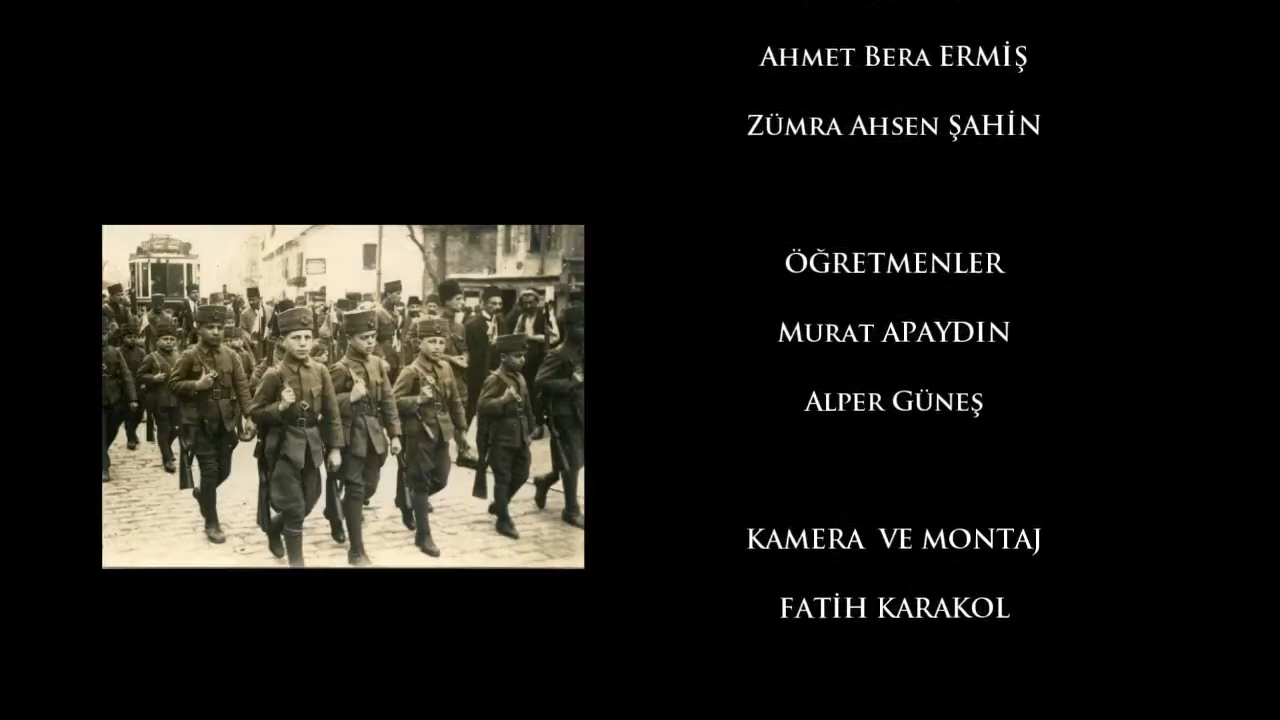 Ahmet Bera ERMİŞ
Zümra Ahsen ŞAHİN
ÖĞRETMENLER
Murat APAYDIN
Alper Güneş
KAMERA VE MONTAJ
FATİH KARAKOL